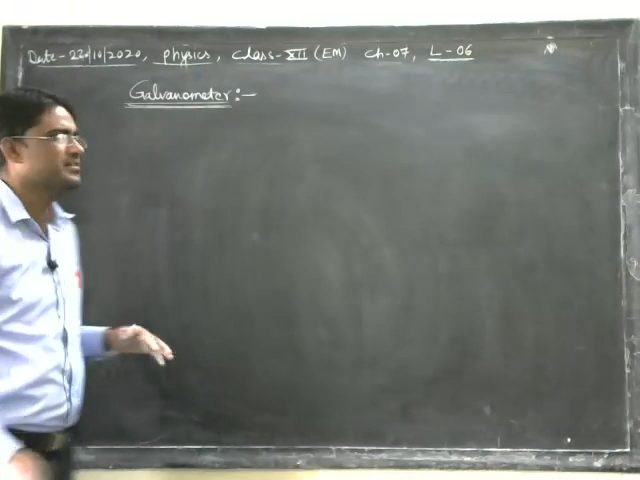 Date-22/10/2020, physics, class-XII (EM) Ch-07, L-06
Galvanometer:-